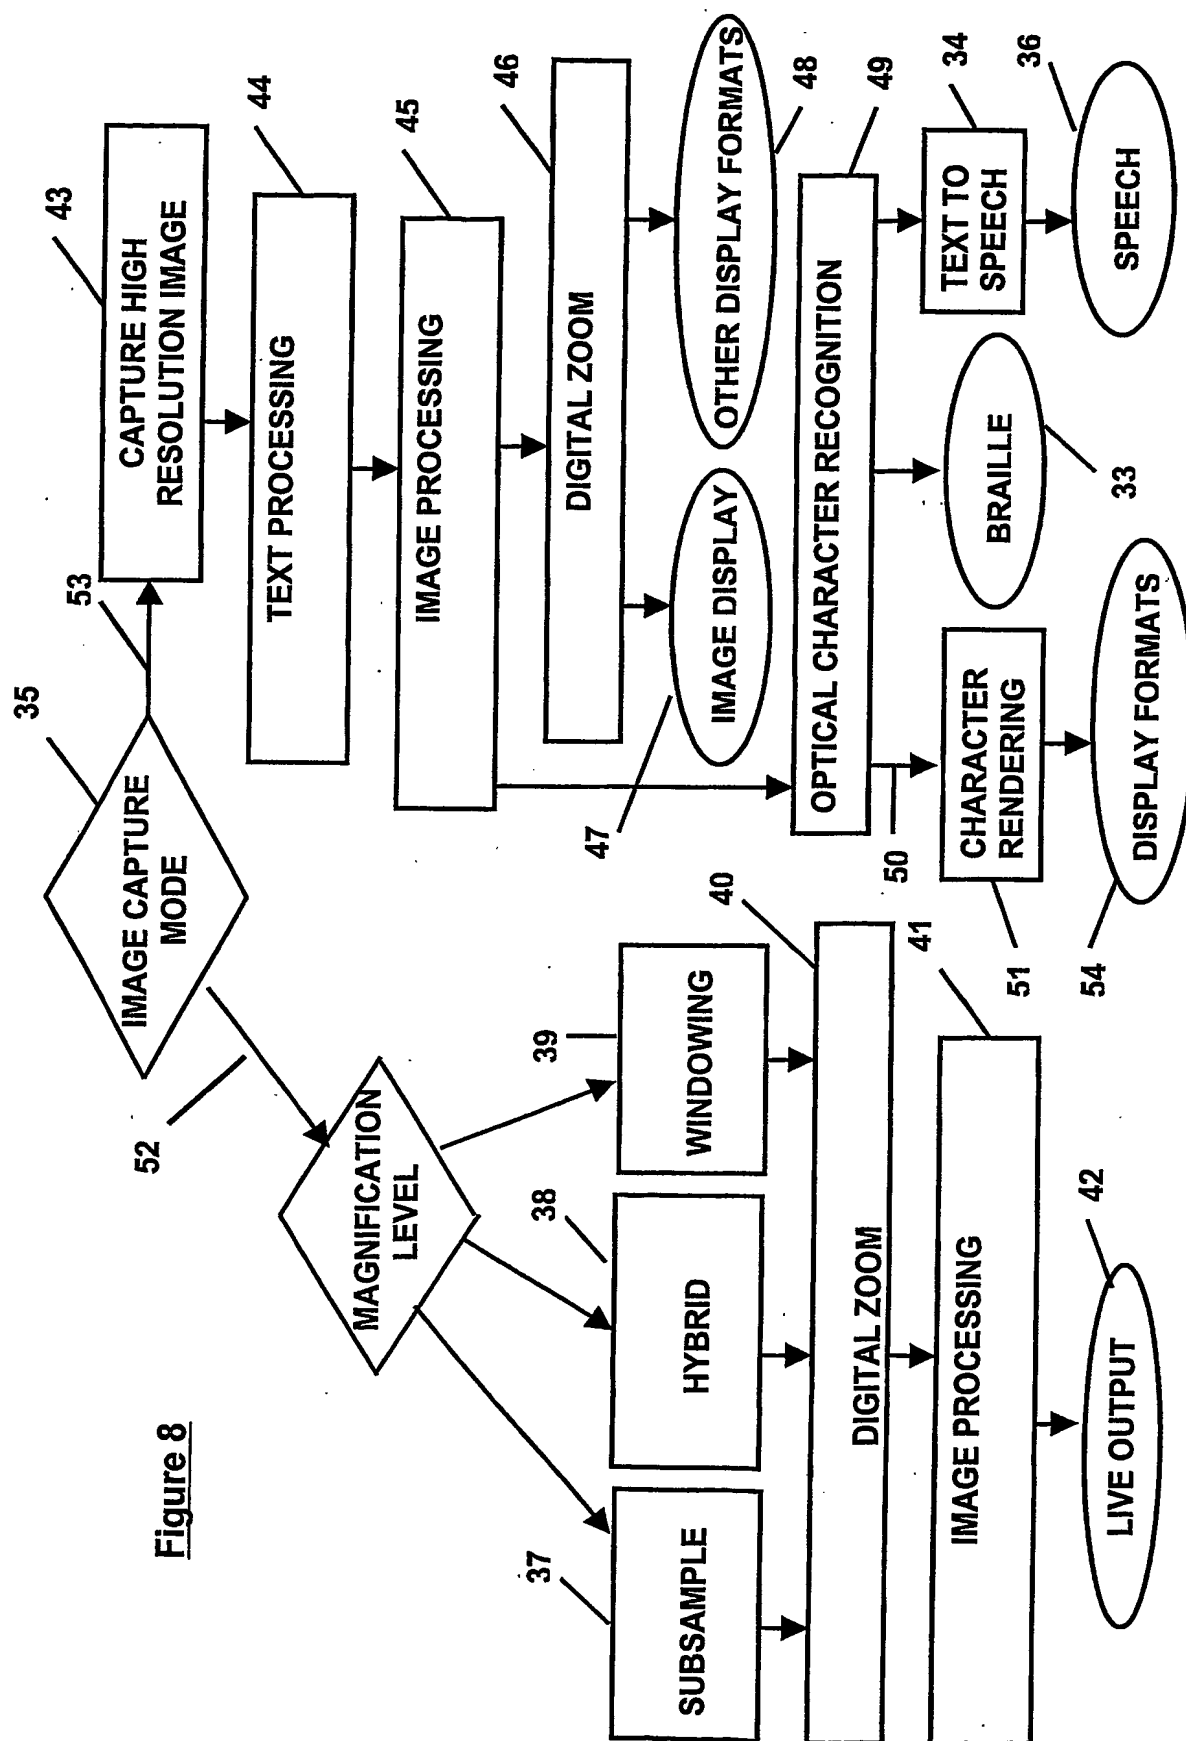 Figure 8
35
IMAGE CAPTURE
MODE
52
53
MAGNIFICATION
LEVEL
37
SUBSAMPLE
38
HYBRID
39
WINDOWING
40
DIGITAL ZOOM
41
IMAGE PROCESSING
42
LIVE OUTPUT
43
CAPTURE HIGH
RESOLUTION IMAGE
44
TEXT PROCESSING
45
IMAGE PROCESSING
46
DIGITAL ZOOM
47
IMAGE DISPLAY
48
OTHER DISPLAY FORMATS
49
OPTICAL CHARACTER RECOGNITION
50
51
CHARACTER
RENDERING
54
DISPLAY FORMATS
33
BRAILLE
34
TEXT TO
SPEECH
36
SPEECH